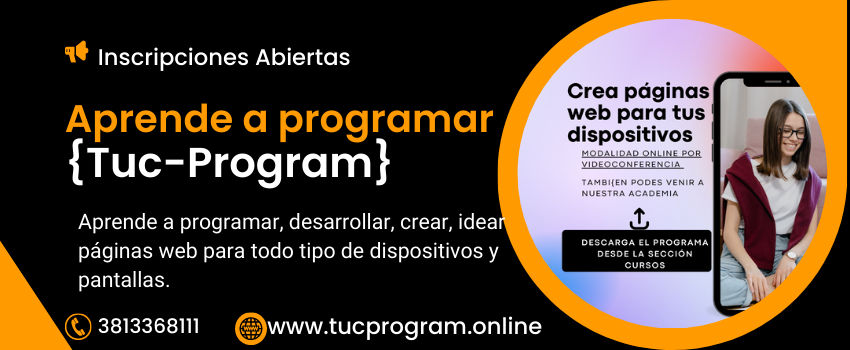 Inscripciones Abiertas
Aprende a programar
{Tuc-Program}
Aprende a programar, desarrollar, crear, idear
páginas web para todo tipo de dispositivos y
pantallas.
3813368111
www.tucprogram.online
Crea páginas
web para tus
dispositivos
MODALIDAD ONLINE POR
VIDEOCONFERENCIA
TAMBI{EN PODES VENIR A
NUESTRA ACADEMIA
DESCARGA EL PROGRAMA
DESDE LA SECCIÓN
CURSOS